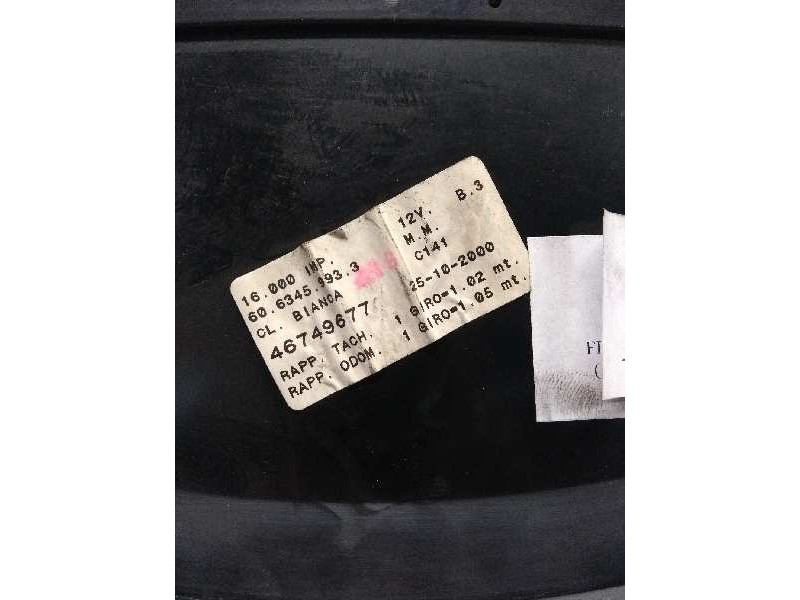 16.000 IMP. 12V. B.3
60.6345.993.3 M.M.
CL. BIANCA C141
46749677 25-10-2000
RAPP. TACH. 1 GIRO=1.02 mt.
RAPP. ODOM. 1 GIRO=1.05 mt.